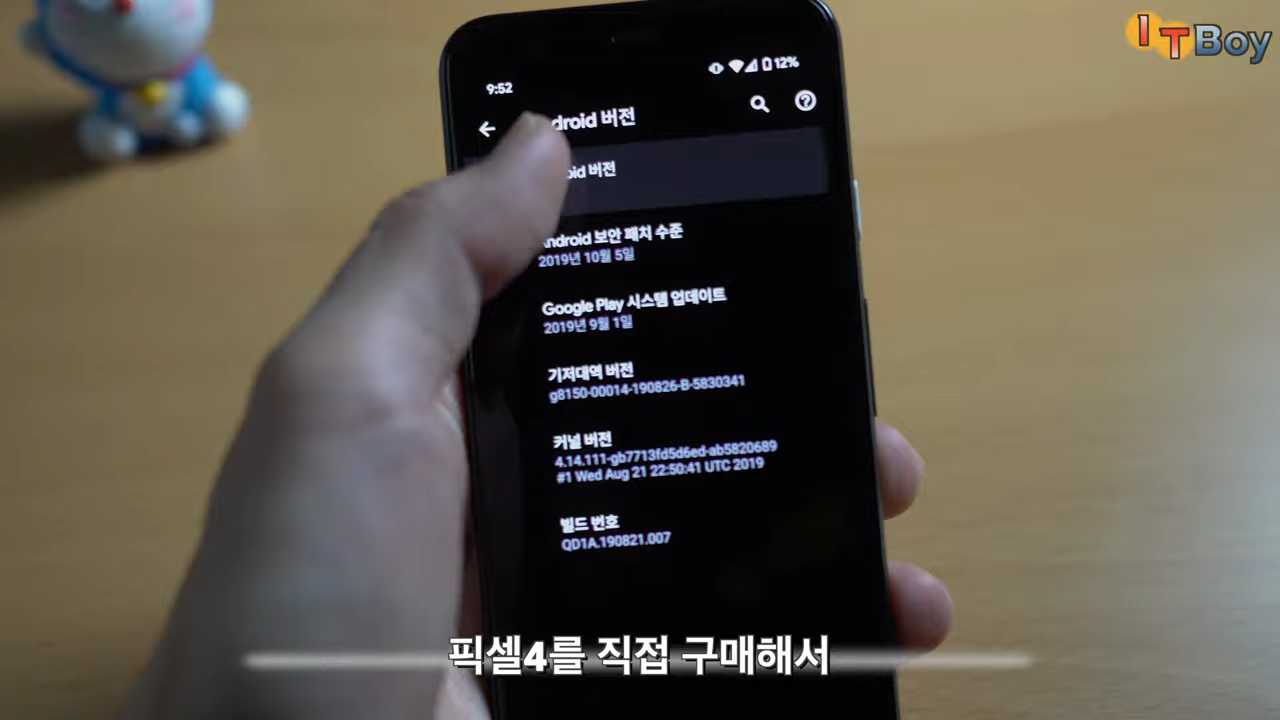 ITBoy
9:52
12%
droid 버전
oid 버전
ndroid 보안 패치 수준
2019년 10월 5일
Google Play 시스템 업데이트
2019년 9월 1일
기저대역 버전
g8150-00014-190826-B-5830341
커널 버전
4.14.111-gb7713fd5d6ed-ab5820689
#1 Wed Aug 21 22:50:41 UTC 2019
빌드 번호
QD1A.190821.007
픽셀4를 직접 구매해서